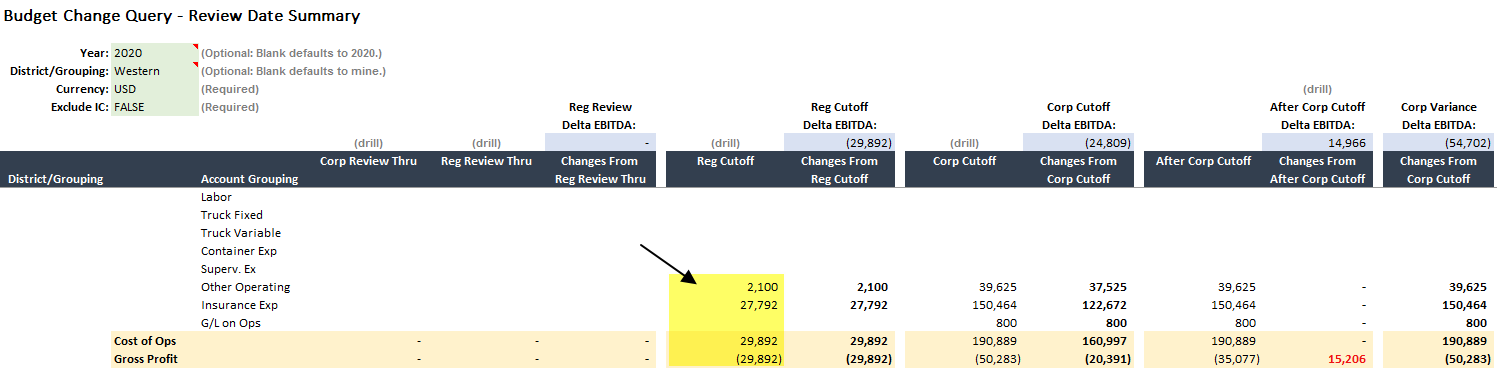 Budget Change Query - Review Date Summary
Year: 2020 (Optional: Blank defaults to 2020.)
District/Grouping: Western (Optional: Blank defaults to mine.)
Currency: USD (Required) (drill)
Exclude IC: FALSE (Required) Reg Review Reg Cutoff Corp Cutoff After Corp Cutoff Corp Variance
Delta EBITDA: Delta EBITDA: Delta EBITDA: Delta EBITDA: Delta EBITDA:
(drill) (drill) - (drill) (29,892) (drill) (24,809) 14,966 (54,702)
Corp Review Thru Reg Review Thru Changes From Reg Cutoff Changes From Corp Cutoff Changes From After Corp Cutoff Changes From Changes From
District/Grouping Account Grouping Reg Review Thru Reg Cutoff Corp Cutoff After Corp Cutoff Corp Cutoff
Labor
Truck Fixed
Truck Variable
Container Exp
Superv. Ex
Other Operating 2,100 2,100 39,625 37,525 39,625 - 39,625
Insurance Exp 27,792 27,792 150,464 122,672 150,464 - 150,464
G/L on Ops 800 800 800 - 800
Cost of Ops - - - 29,892 29,892 190,889 160,997 190,889 - 190,889
Gross Profit - - - (29,892) (29,892) (50,283) (20,391) (35,077) 15,206 (50,283)